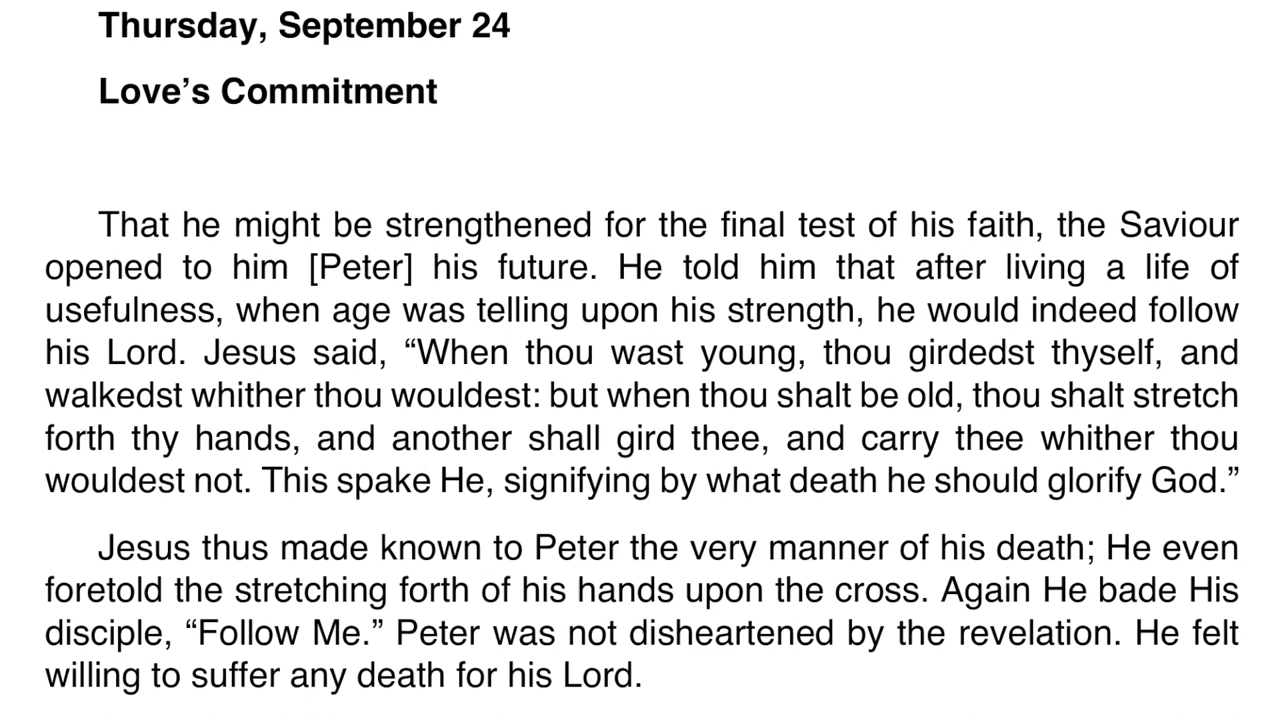 Thursday, September 24
Love’s Commitment
That he might be strengthened for the final test of his faith, the Saviour
opened to him [Peter] his future. He told him that after living a life of
usefulness, when age was telling upon his strength, he would indeed follow
his Lord. Jesus said, “When thou wast young, thou girdedst thyself, and
walkedst whither thou wouldest: but when thou shalt be old, thou shalt stretch
forth thy hands, and another shall gird thee, and carry thee whither thou
wouldest not. This spake He, signifying by what death he should glorify God.”
Jesus thus made known to Peter the very manner of his death; He even
foretold the stretching forth of his hands upon the cross. Again He bade His
disciple, “Follow Me.” Peter was not disheartened by the revelation. He felt
willing to suffer any death for his Lord.